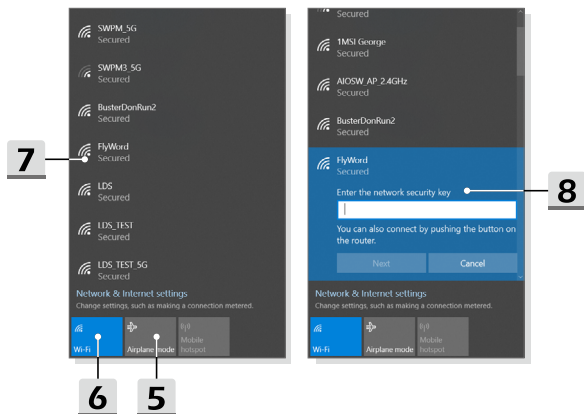 SWPM_5G
Secured
SWPM3_5G
Secured
BusterDonRun2
Secured
FlyWord
Secured
LDS
Secured
LDS_TEST
Secured
LDS_TEST_5G
Secured
Network & Internet settings
Change settings, such as making a connection metered.
Wi-Fi
Airplane mode
Mobile
hotspot
7
6
5
Secured
1MSI George
Secured
AIOSW_AP_2.4GHz
Secured
BusterDonRun2
Secured
FlyWord
Secured
Enter the network security key
You can also connect by pushing the button on
the router.
Next
Cancel
Network & Internet settings
Change settings, such as making a connection metered.
Wi-Fi
Airplane mode
Mobile
hotspot
8